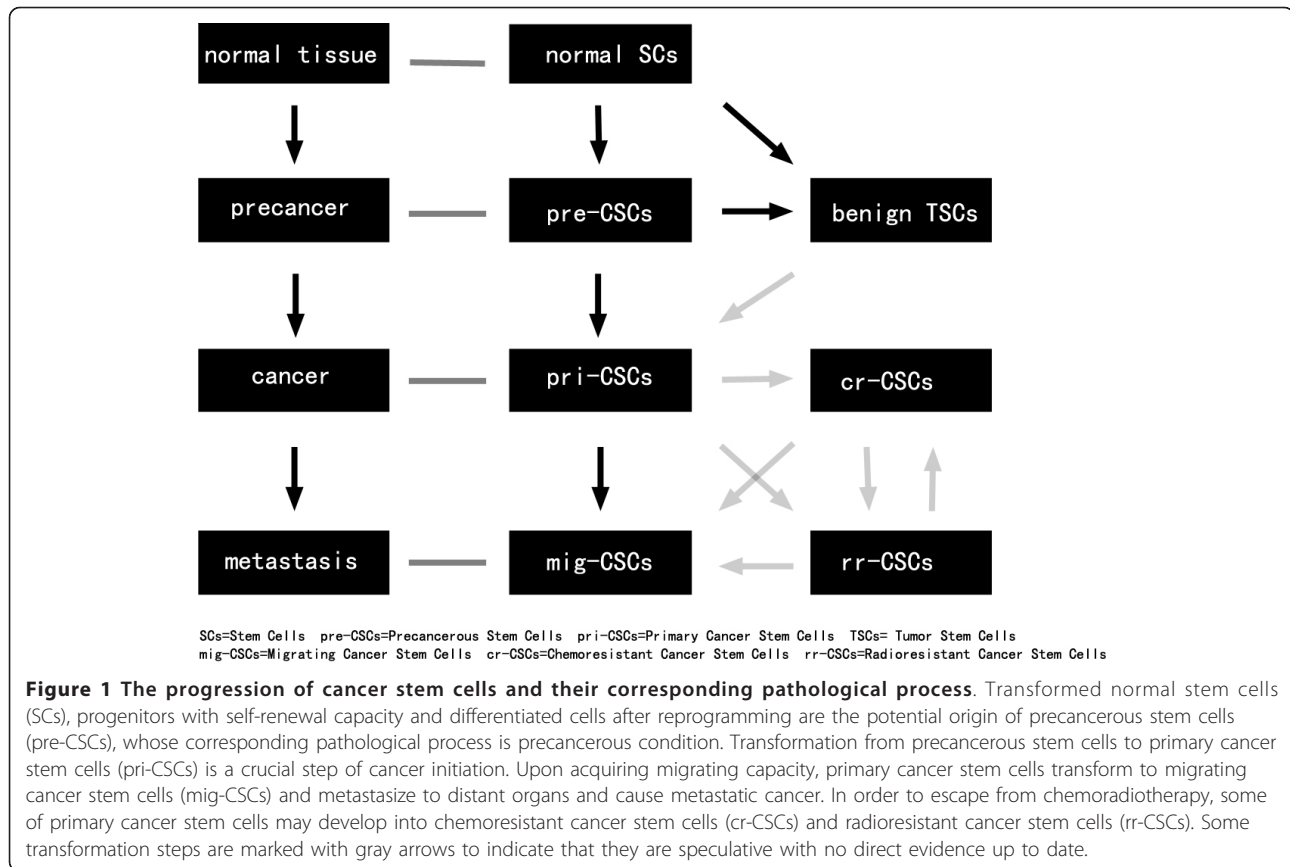 normal tissue
normal SCs
precancer
pre-CSCs
benign TSCs
cancer
pri-CSCs
cr-CSCs
metastasis
mig-CSCs
rr-CSCs
SCs=Stem Cells pre-CSCs=Precancerous Stem Cells pri-CSCs=Primary Cancer Stem Cells TSCs= Tumor Stem Cells
mig-CSCs=Migrating Cancer Stem Cells cr-CSCs=Chemoresistant Cancer Stem Cells rr-CSCs=Radioresistant Cancer Stem Cells
Figure 1 The progression of cancer stem cells and their corresponding pathological process. Transformed normal stem cells
(SCs), progenitors with self-renewal capacity and differentiated cells after reprogramming are the potential origin of precancerous stem cells
(pre-CSCs), whose corresponding pathological process is precancerous condition. Transformation from precancerous stem cells to primary cancer
stem cells (pri-CSCs) is a crucial step of cancer initiation. Upon acquiring migrating capacity, primary cancer stem cells transform to migrating
cancer stem cells (mig-CSCs) and metastasize to distant organs and cause metastatic cancer. In order to escape from chemoradiotherapy, some
of primary cancer stem cells may develop into chemoresistant cancer stem cells (cr-CSCs) and radioresistant cancer stem cells (rr-CSCs). Some
transformation steps are marked with gray arrows to indicate that they are speculative with no direct evidence up to date.